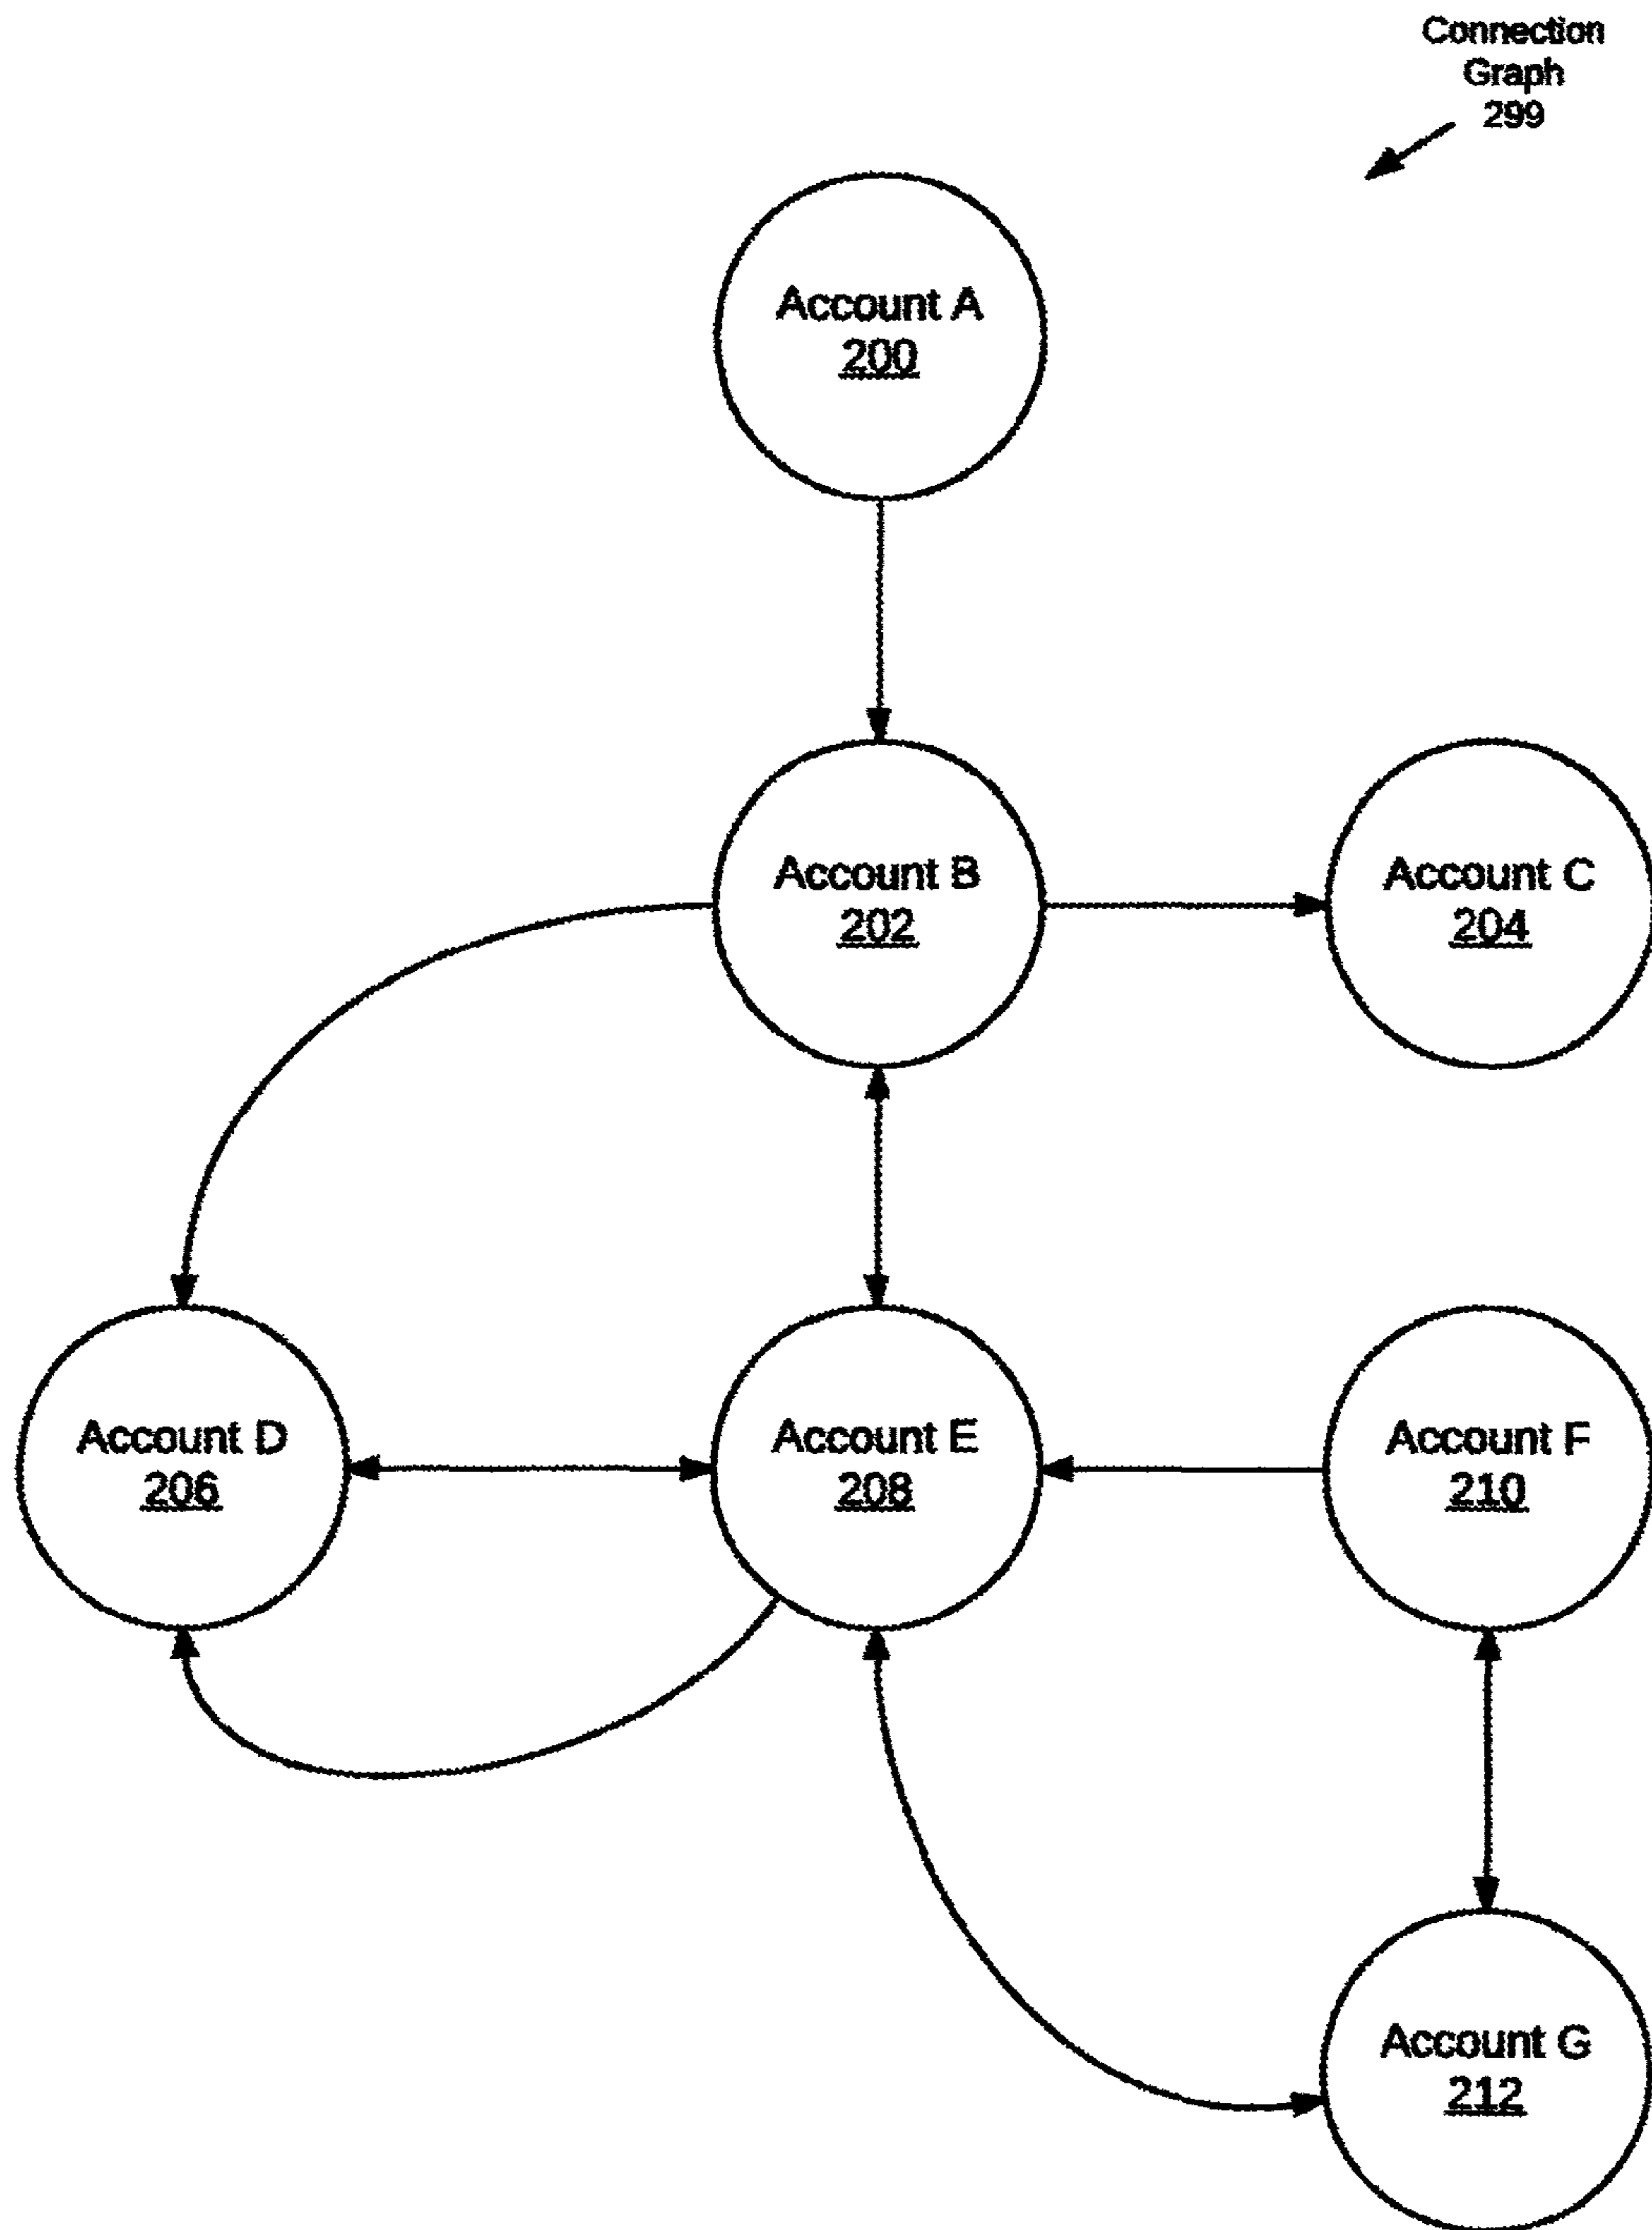 Connection
Graph
299
Account A
200
Account B
202
Account C
204
Account D
206
Account E
208
Account F
210
Account G
212